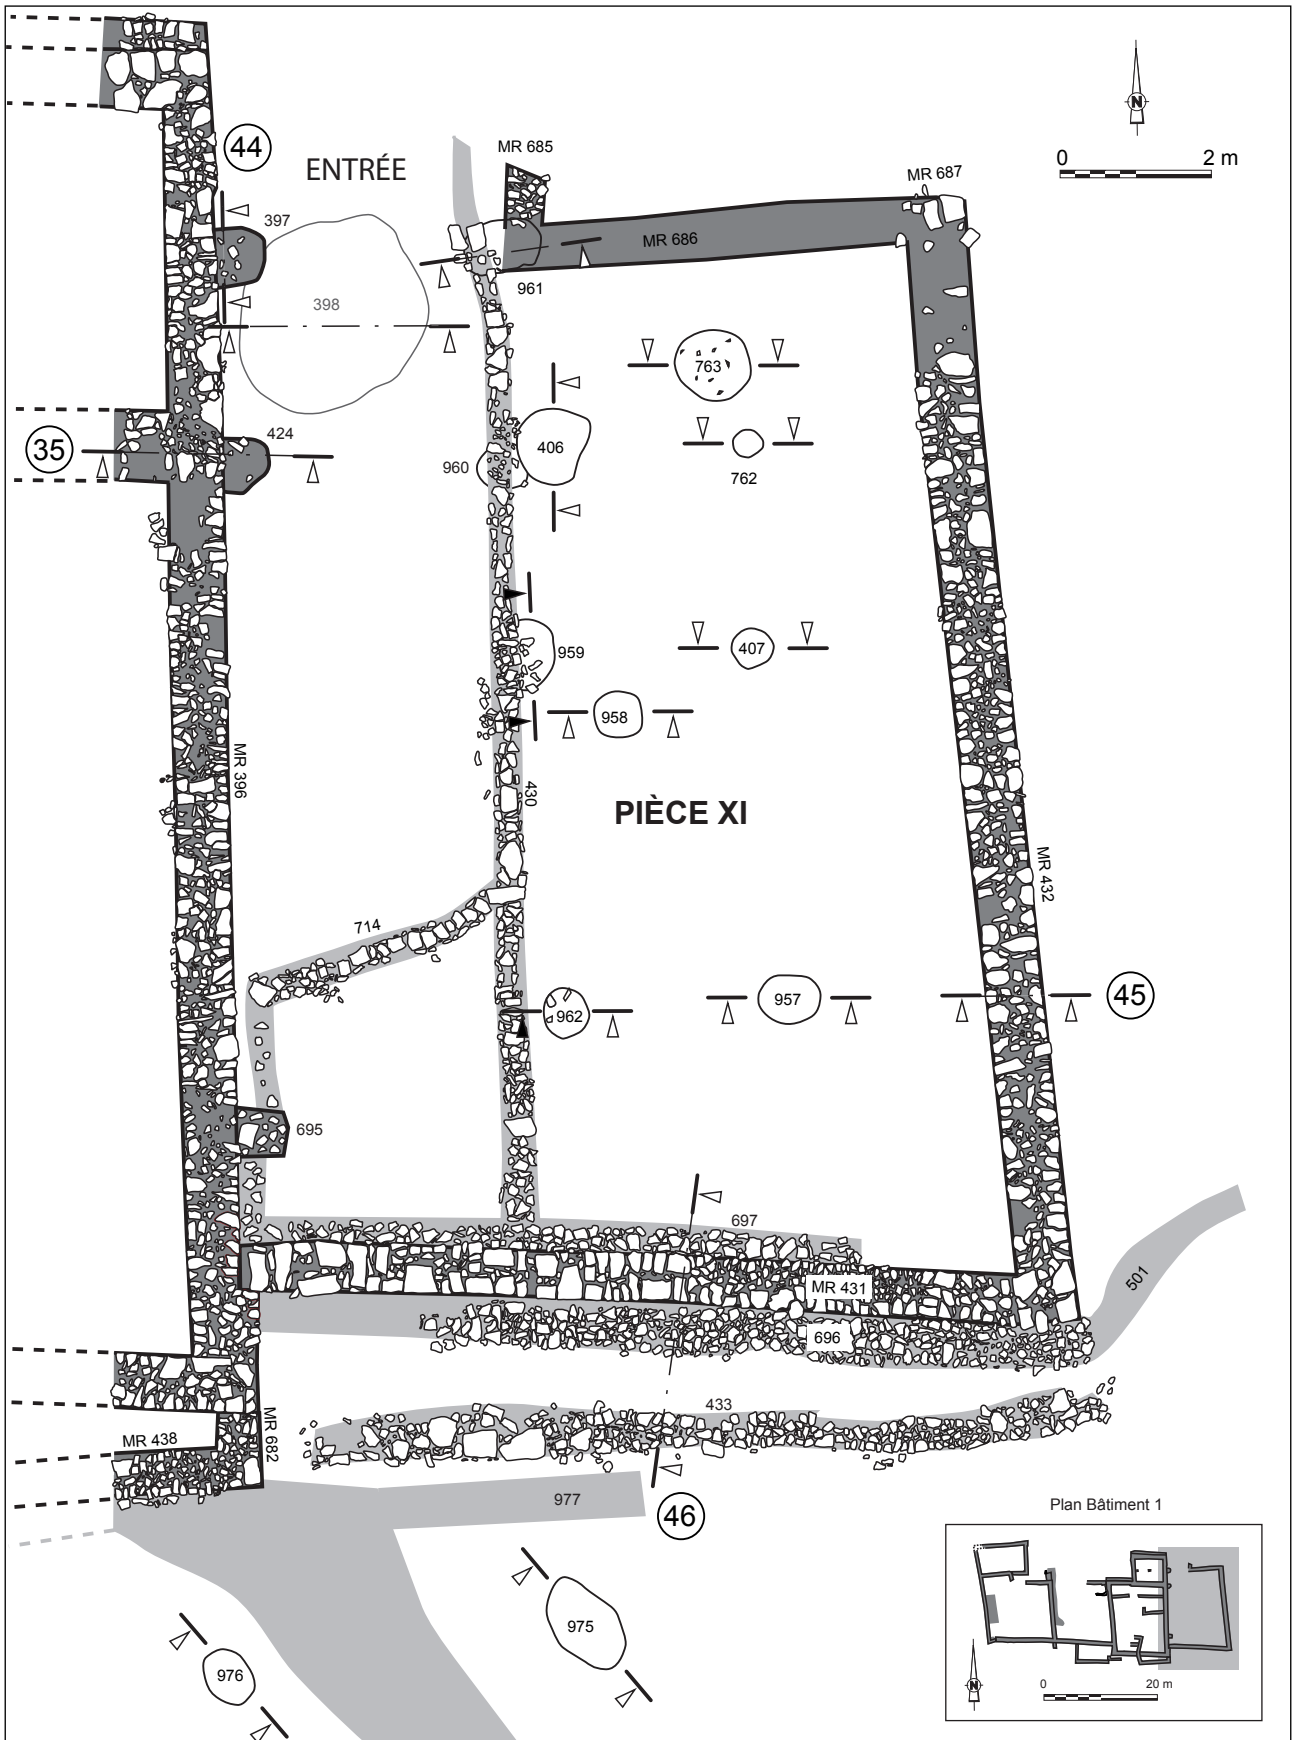 44
ENTRÉE
MR 685
MR 687
N
0 2 m
397
MR 686
961
398
763
35
424
960
406
762
959
407
958
MR 396
430
PIÈCE XI
MR 432
714
962
957
45
695
697
MR 431
501
696
433
MR 438
MR 682
977
46
975
976
Plan Bâtiment 1
N
0 20 m